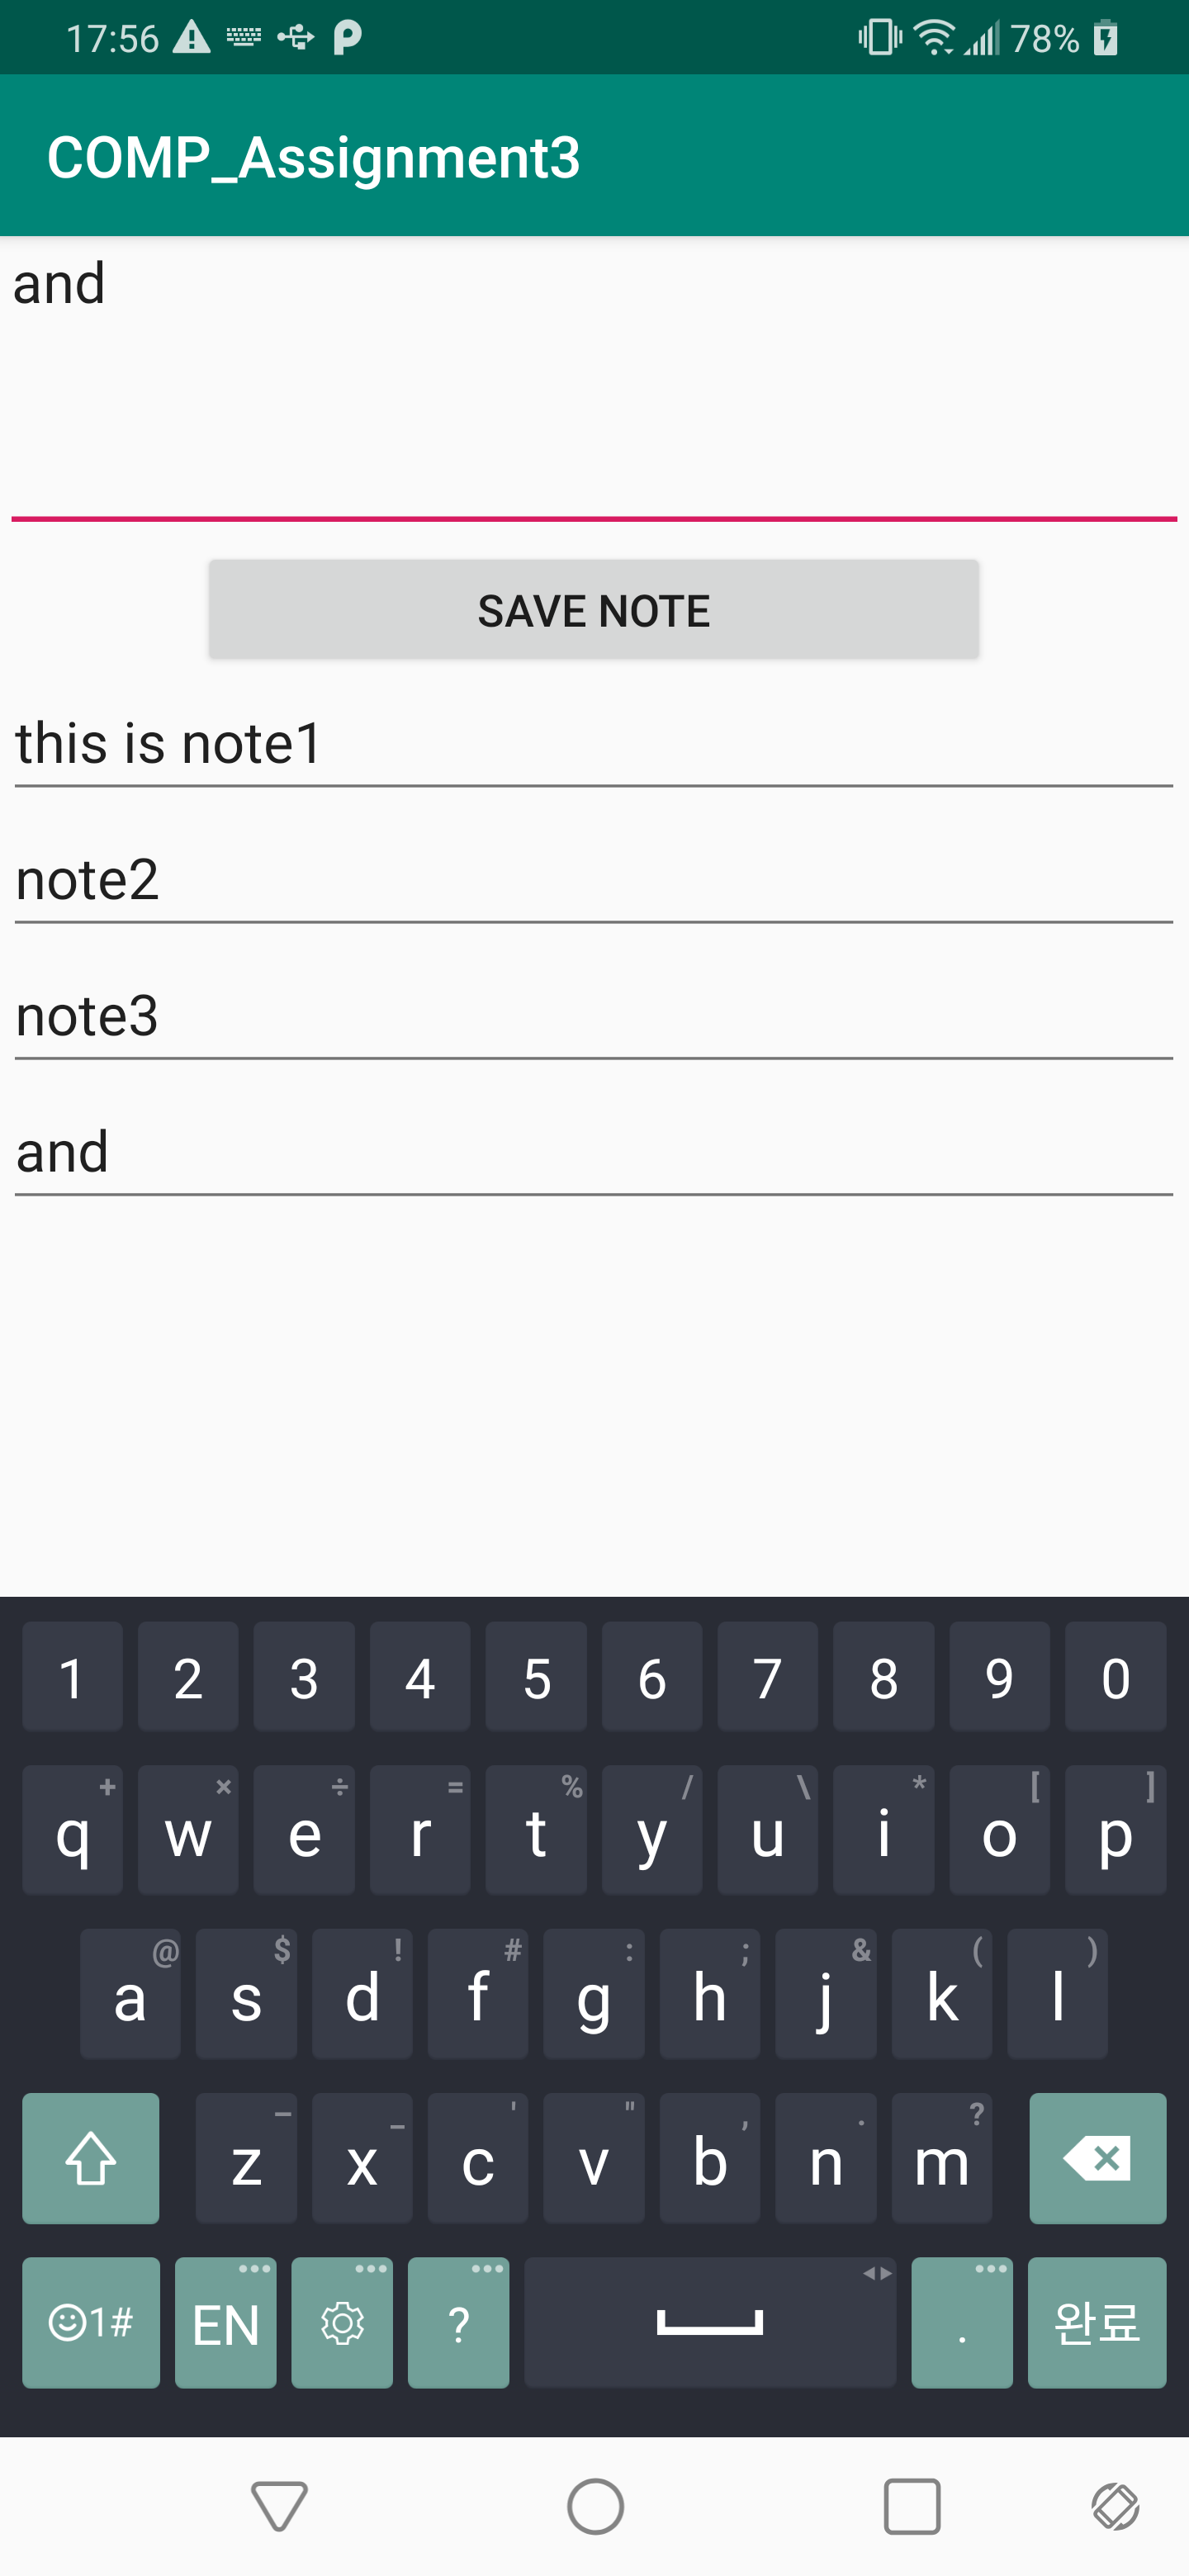 17:56 78%
COMP_Assignment3
and
SAVE NOTE
this is note1
note2
note3
and
1 2 3 4 5 6 7 8 9 0
+ × ÷ = % / \ * [ ]
q w e r t y u i o p
@ $ ! # : ; & ( )
a s d f g h j k l
– _ ' " , . ?
z x c v b n m
1# EN ? . 완료